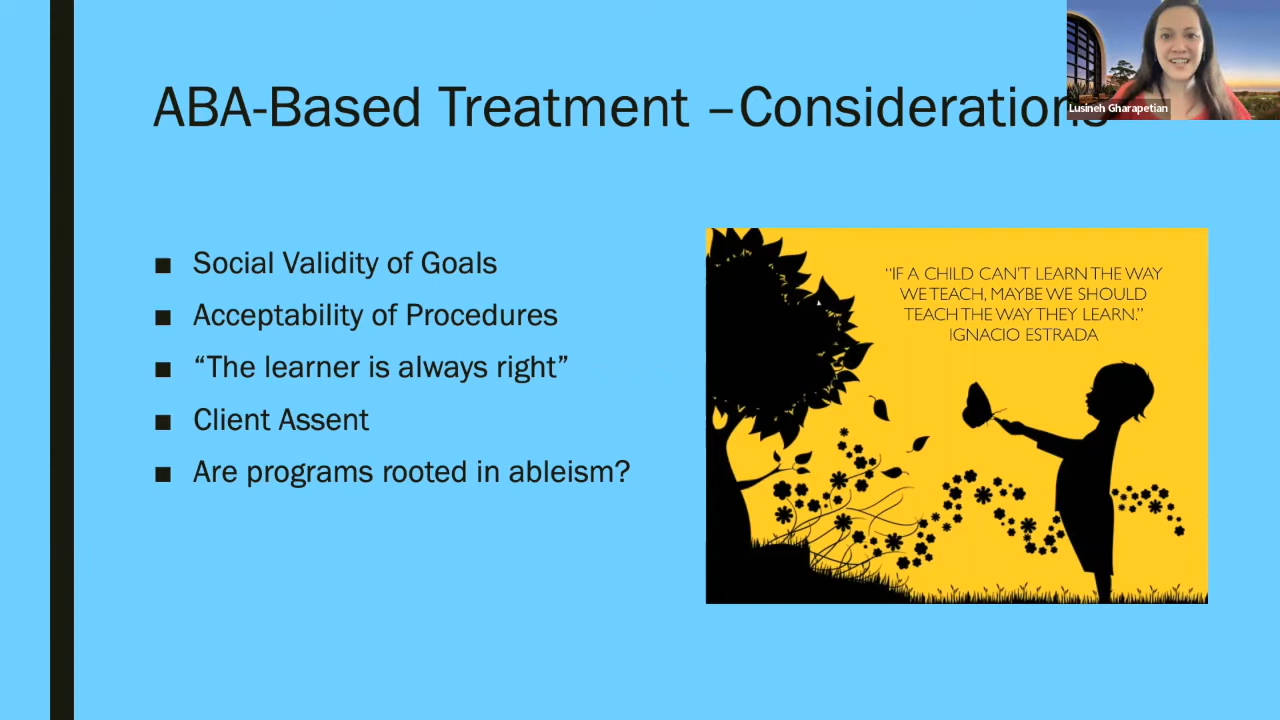 ABA-Based Treatment –Considerations
Lusineh Gharapetian
■ Social Validity of Goals
■ Acceptability of Procedures
■ “The learner is always right”
■ Client Assent
■ Are programs rooted in ableism?
“IF A CHILD CAN’T LEARN THE WAY
WE TEACH, MAYBE WE SHOULD
TEACH THE WAY THEY LEARN.”
IGNACIO ESTRADA